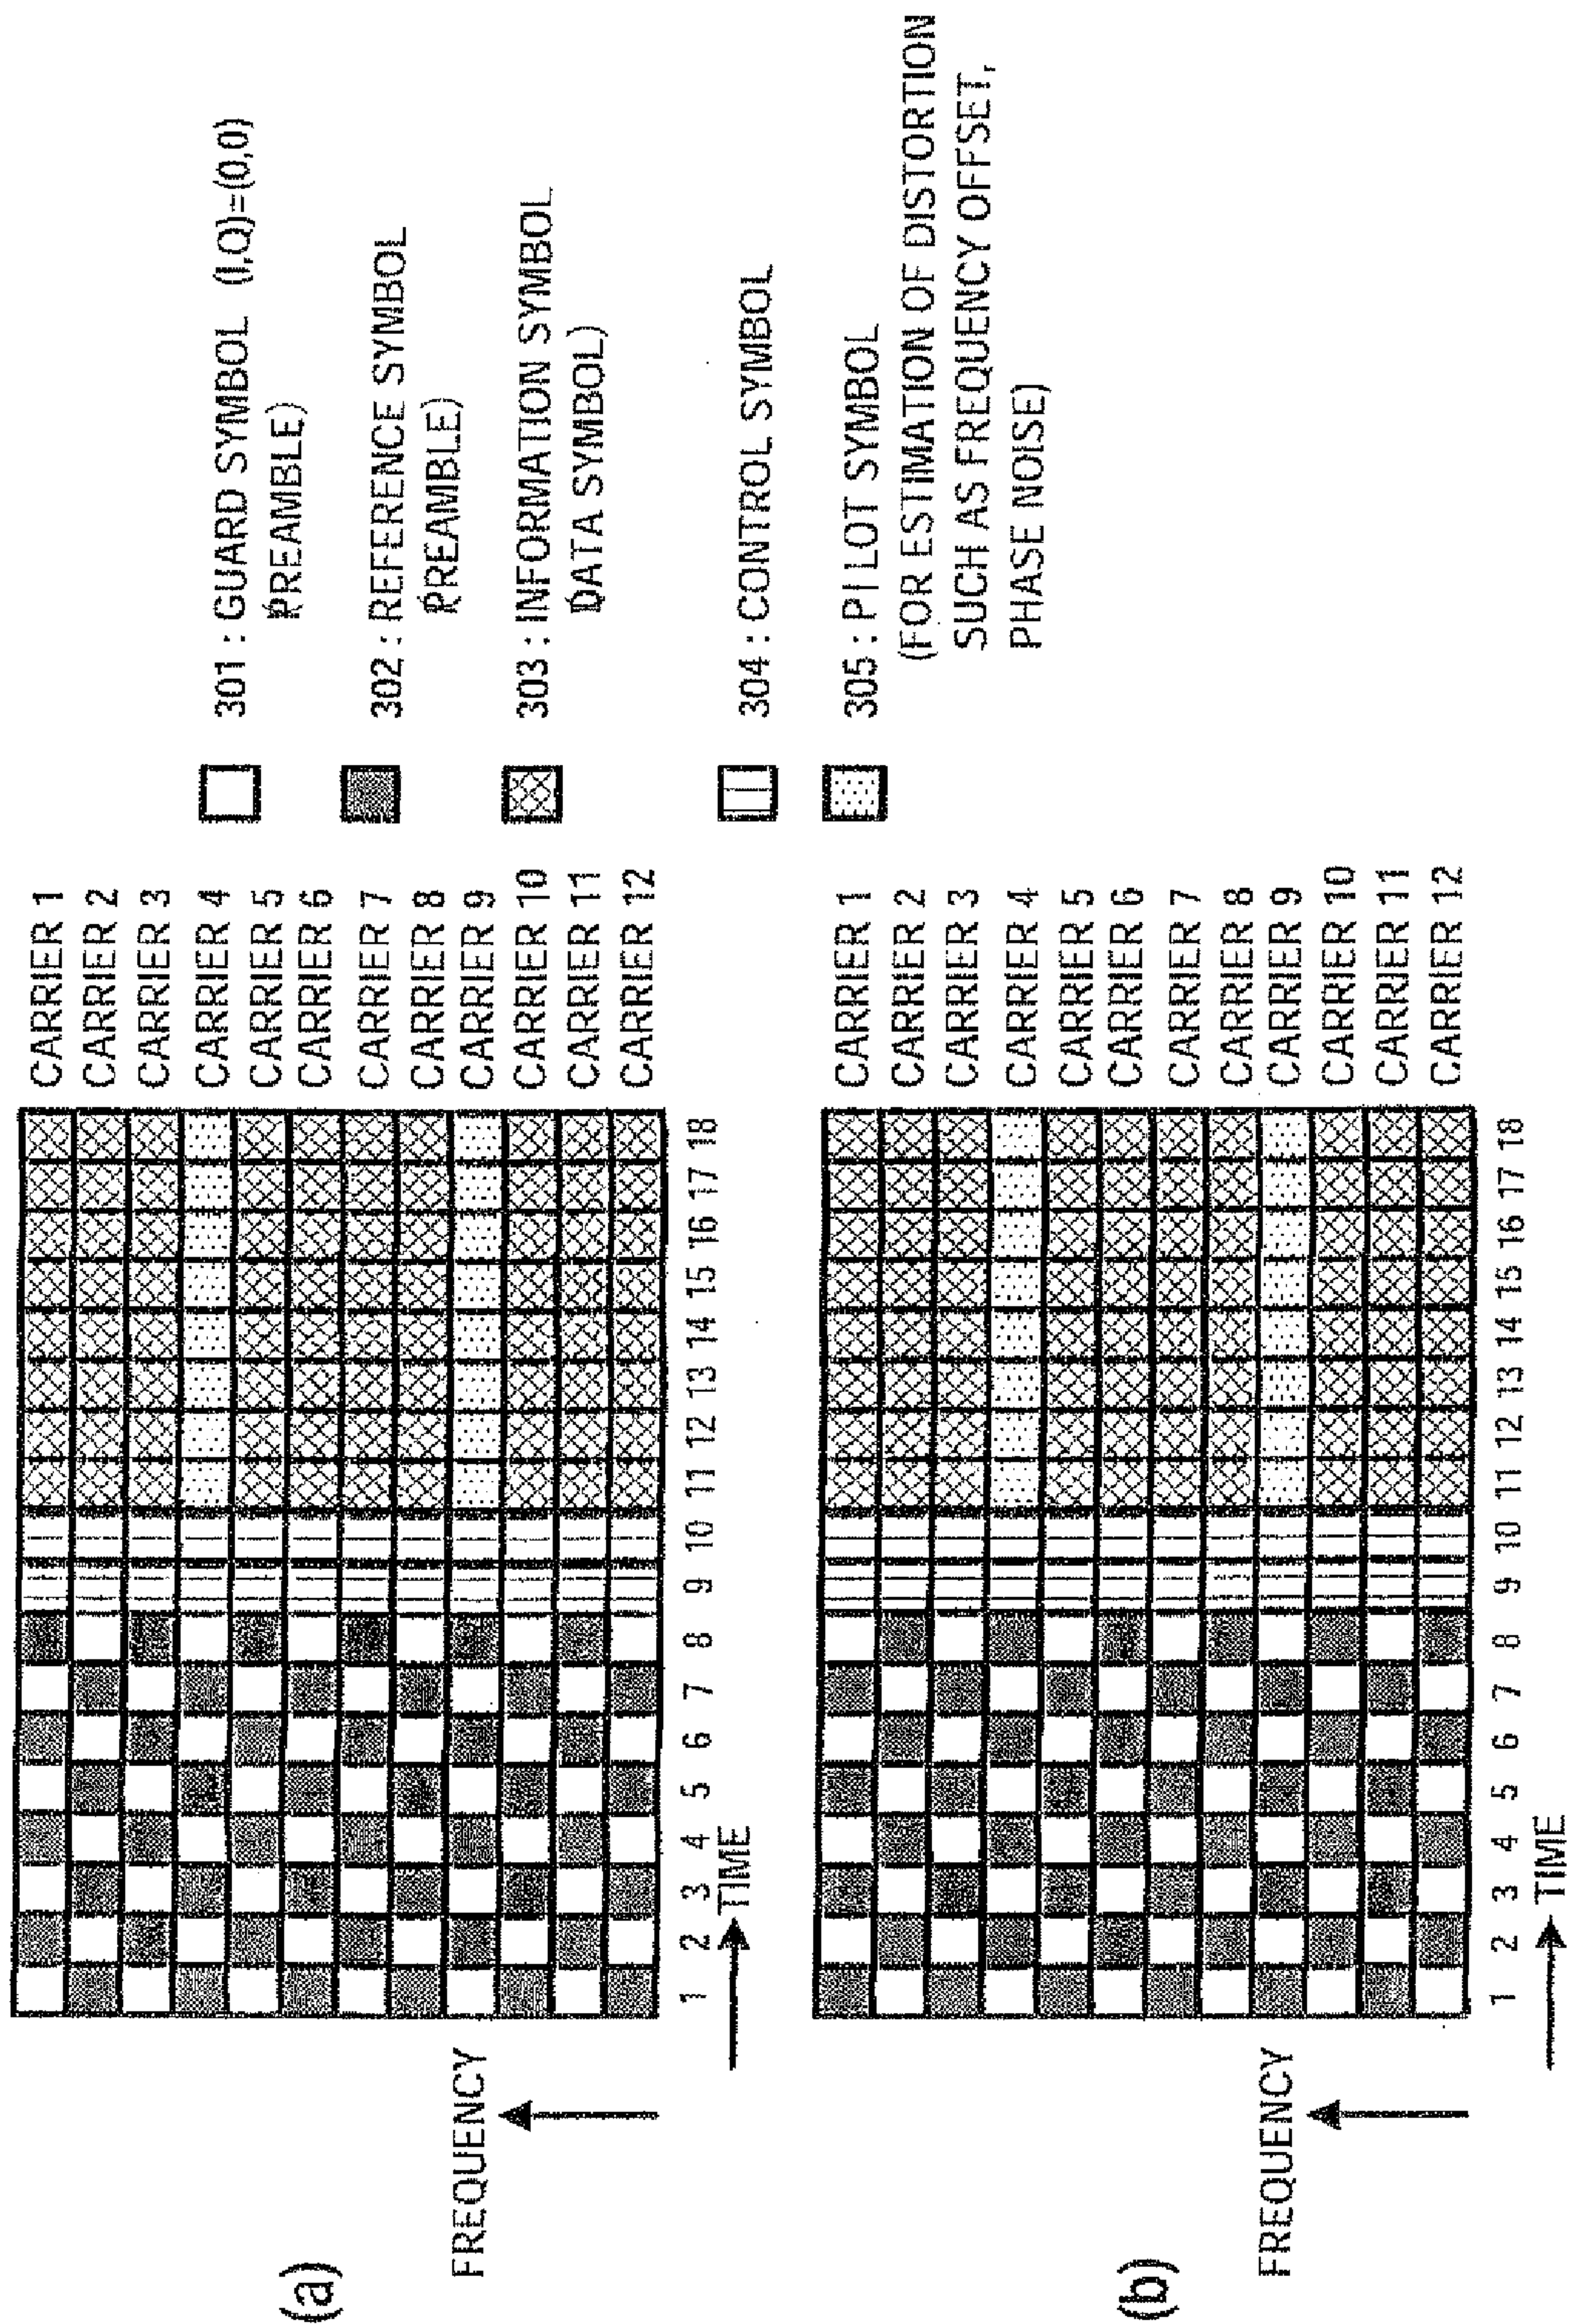 (a)
FREQUENCY
CARRIER 1
CARRIER 2
CARRIER 3
CARRIER 4
CARRIER 5
CARRIER 6
CARRIER 7
CARRIER 8
CARRIER 9
CARRIER 10
CARRIER 11
CARRIER 12
1 2 3 4 5 6 7 8 9 10 11 12 13 14 15 16 17 18
TIME
301 : GUARD SYMBOL (I,Q)=(0,0)
(PREAMBLE)
302 : REFERENCE SYMBOL
(PREAMBLE)
303 : INFORMATION SYMBOL
(DATA SYMBOL)
304 : CONTROL SYMBOL
305 : PILOT SYMBOL
(FOR ESTIMATION OF DISTORTION
SUCH AS FREQUENCY OFFSET,
PHASE NOISE)
(b)
FREQUENCY
CARRIER 1
CARRIER 2
CARRIER 3
CARRIER 4
CARRIER 5
CARRIER 6
CARRIER 7
CARRIER 8
CARRIER 9
CARRIER 10
CARRIER 11
CARRIER 12
1 2 3 4 5 6 7 8 9 10 11 12 13 14 15 16 17 18
TIME